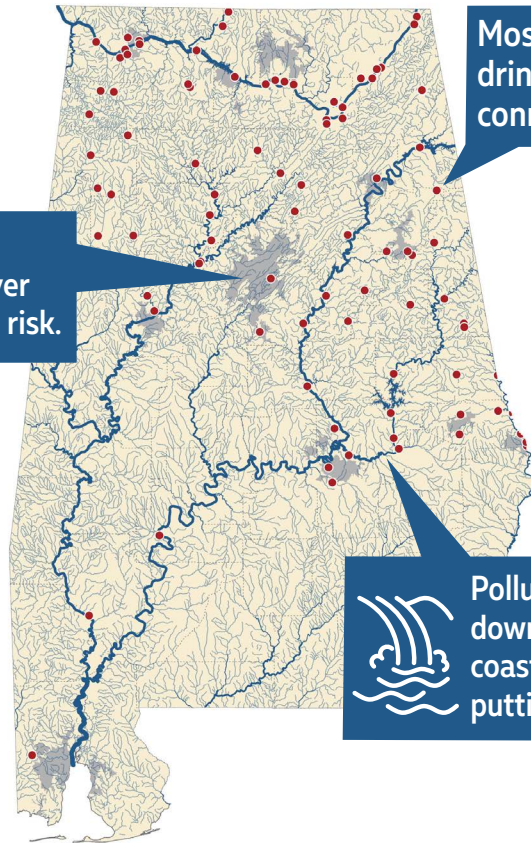 Mos
drin
conn
ver
risk.
Pollu
down
coast
putti